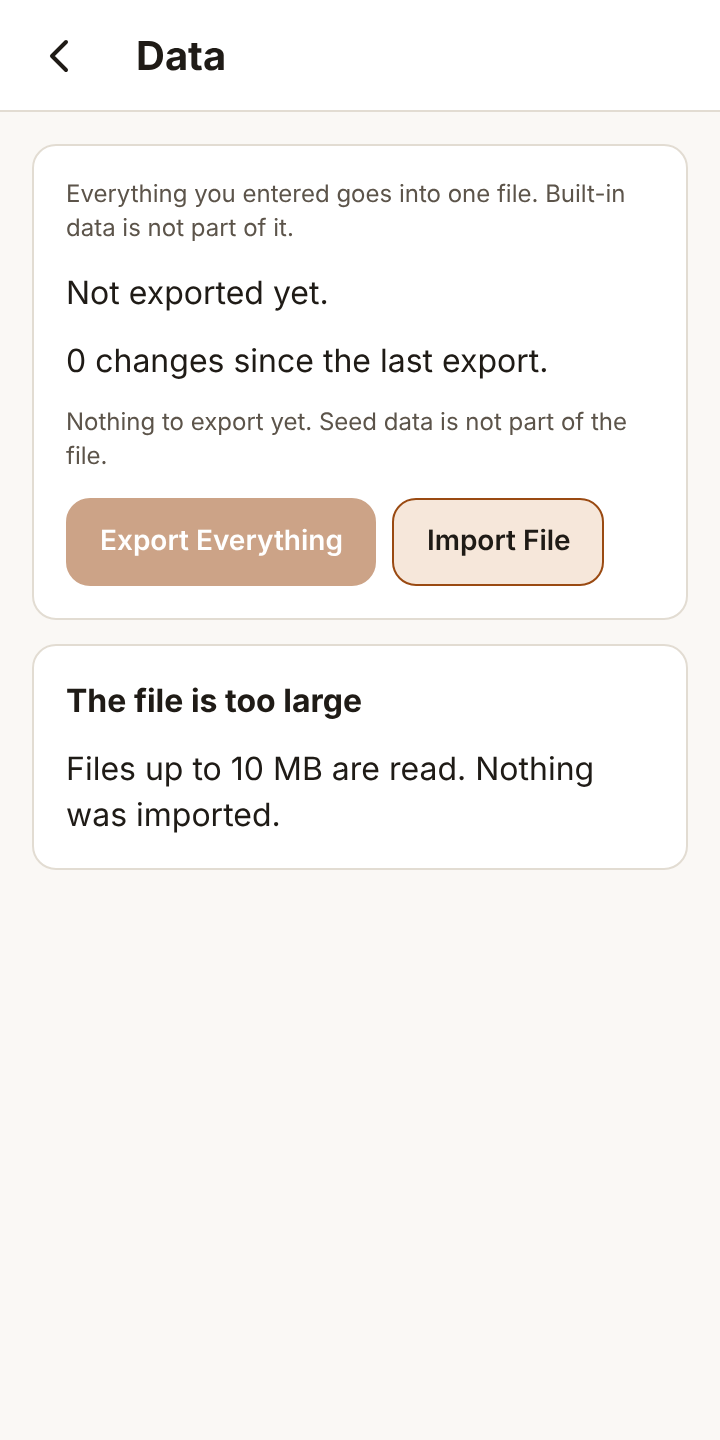 Data
Everything you entered goes into one file. Built-in
data is not part of it.
Not exported yet.
0 changes since the last export.
Nothing to export yet. Seed data is not part of the
file.
Export Everything
Import File
The file is too large
Files up to 10 MB are read. Nothing
was imported.